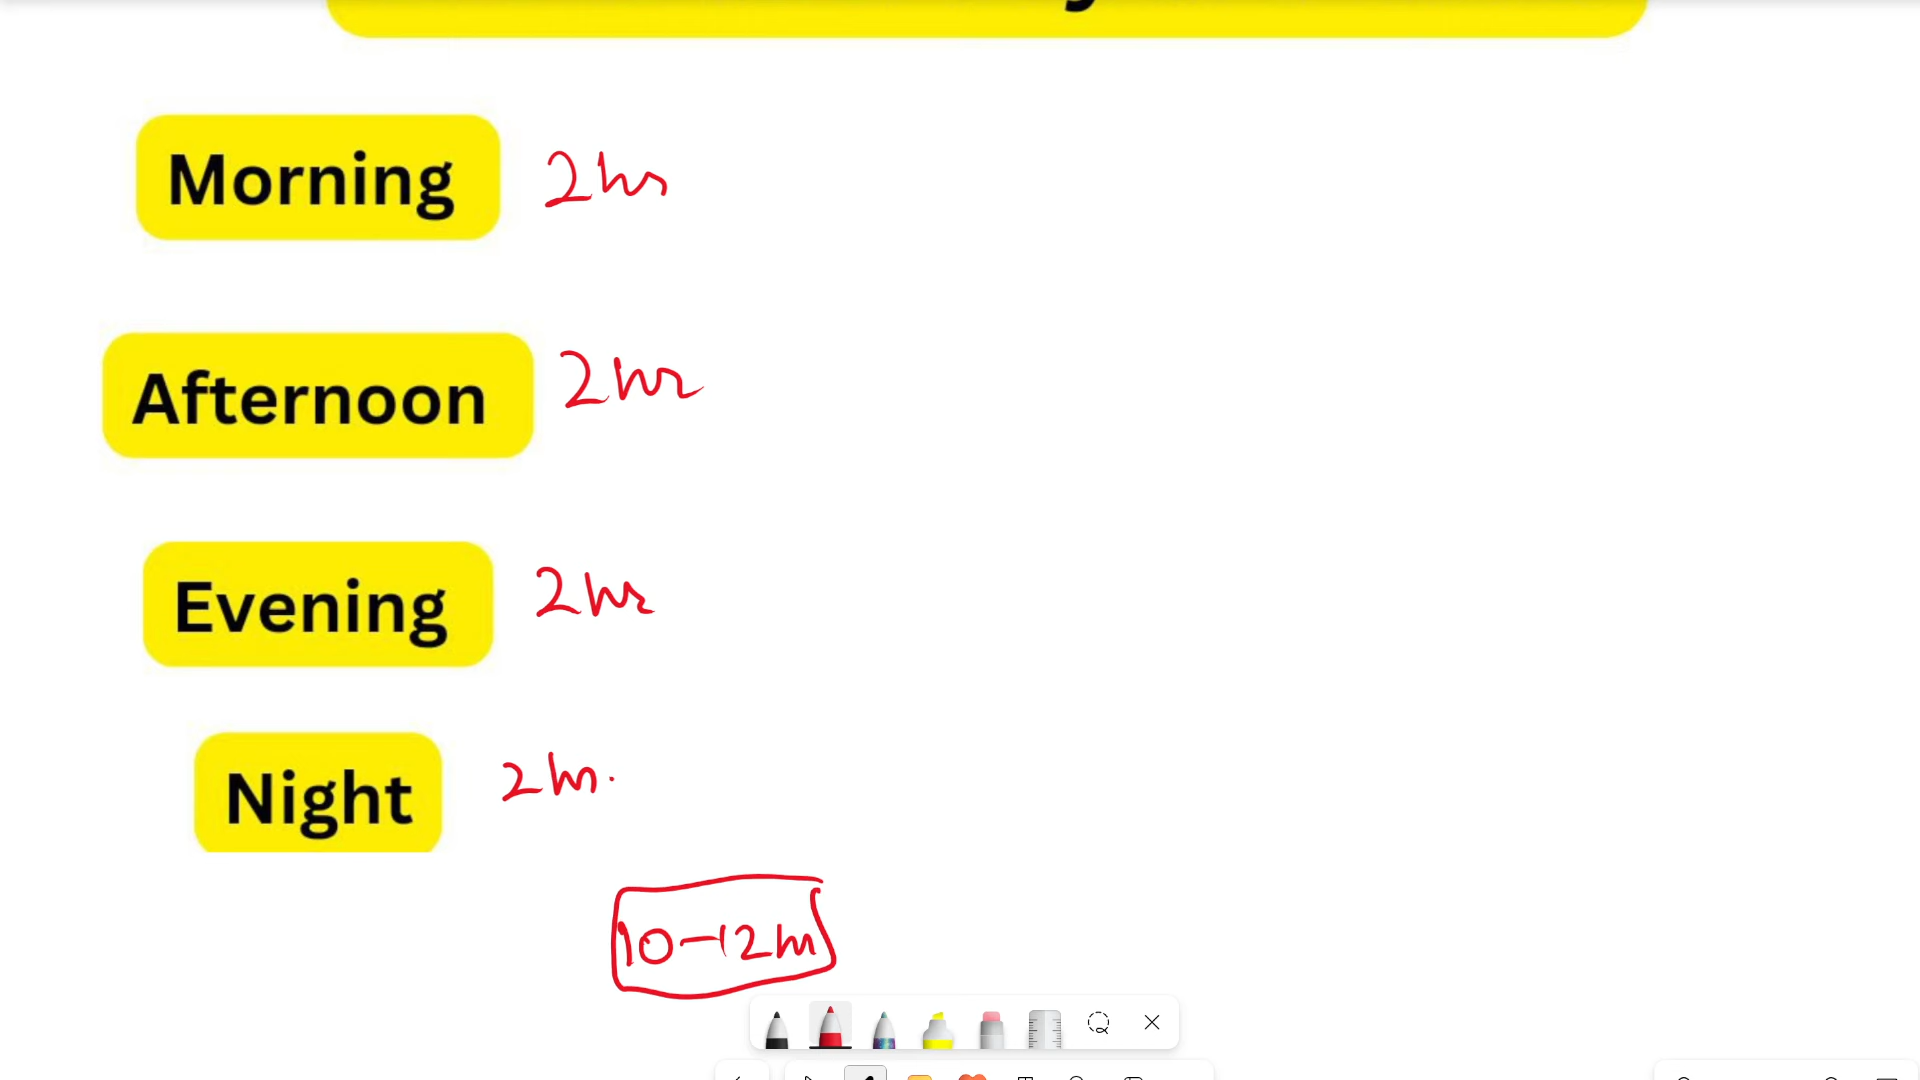 Morning 2hrs
Afternoon 2hr
Evening 2hr
Night 2hr.
10-12hr